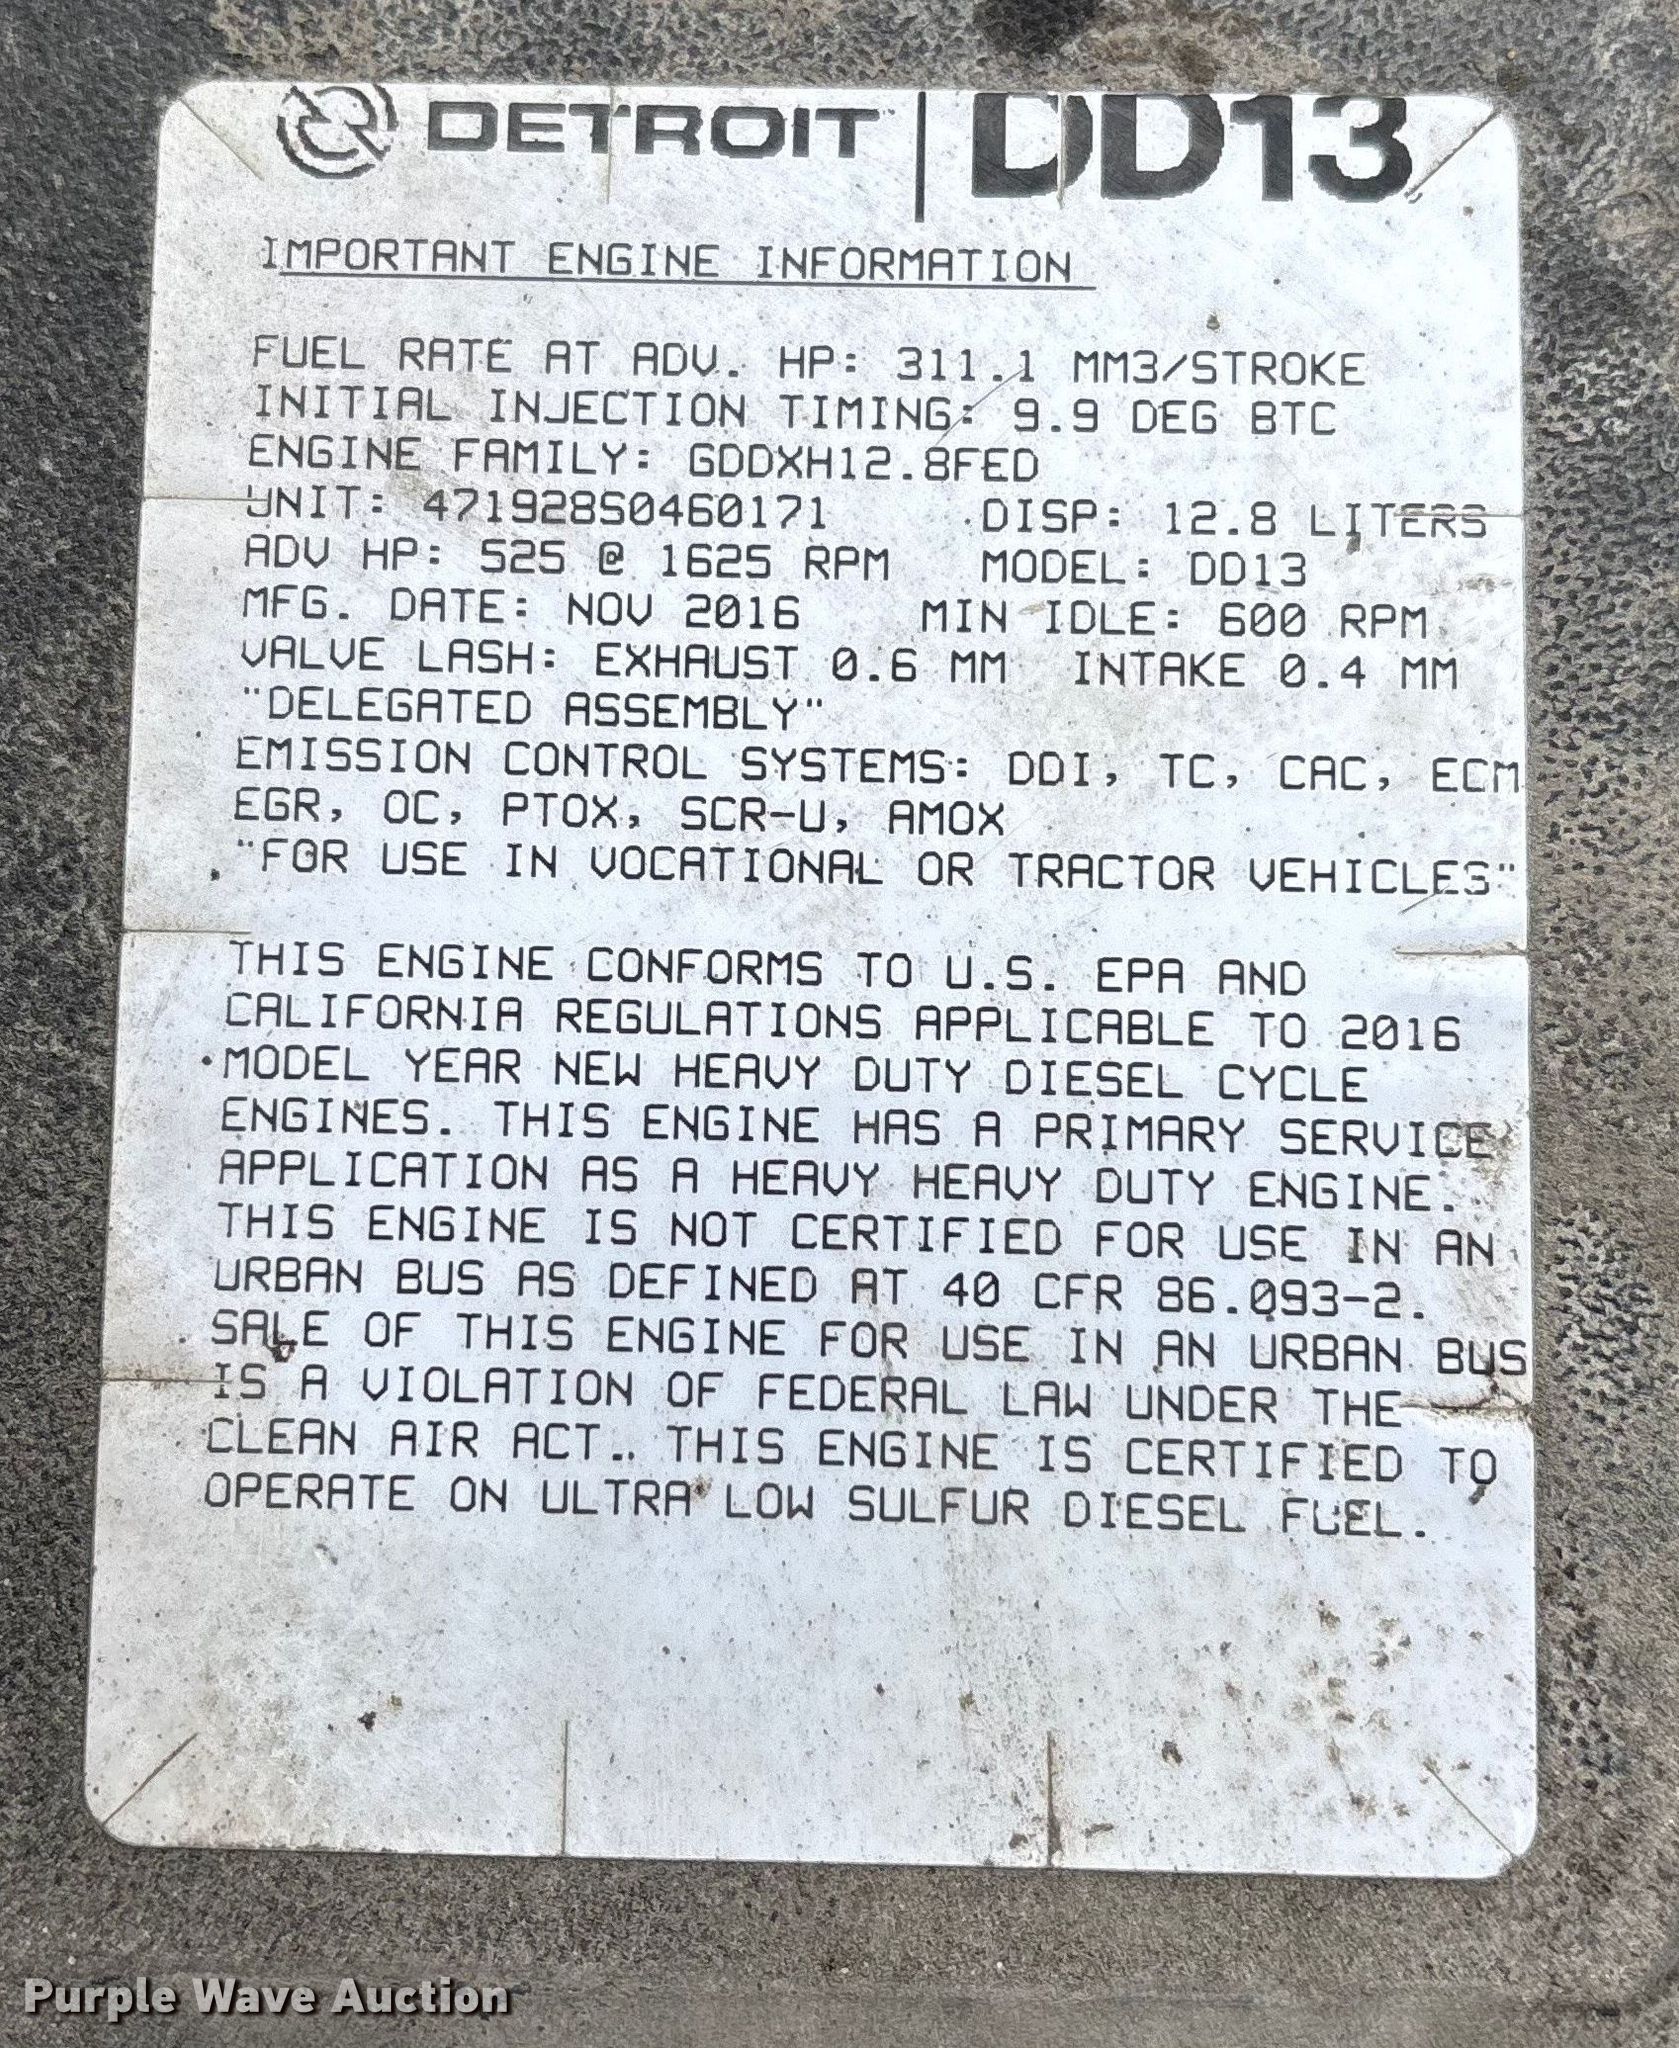 DETROIT™ | DD13
IMPORTANT ENGINE INFORMATION
FUEL RATE AT ADV. HP: 311.1 MM3/STROKE
INITIAL INJECTION TIMING: 9.9 DEG BTC
ENGINE FAMILY: GDDXH12.8FED
UNIT: 471928S0460171 DISP: 12.8 LITERS
ADV HP: 525 @ 1625 RPM MODEL: DD13
MFG. DATE: NOV 2016 MIN IDLE: 600 RPM
VALVE LASH: EXHAUST 0.6 MM INTAKE 0.4 MM
"DELEGATED ASSEMBLY"
EMISSION CONTROL SYSTEMS: DDI, TC, CAC, ECM
EGR, OC, PTOX, SCR-U, AMOX
"FOR USE IN VOCATIONAL OR TRACTOR VEHICLES"
THIS ENGINE CONFORMS TO U.S. EPA AND
CALIFORNIA REGULATIONS APPLICABLE TO 2016
MODEL YEAR NEW HEAVY DUTY DIESEL CYCLE
ENGINES. THIS ENGINE HAS A PRIMARY SERVICE
APPLICATION AS A HEAVY HEAVY DUTY ENGINE.
THIS ENGINE IS NOT CERTIFIED FOR USE IN AN
URBAN BUS AS DEFINED AT 40 CFR 86.093-2.
SALE OF THIS ENGINE FOR USE IN AN URBAN BUS
IS A VIOLATION OF FEDERAL LAW UNDER THE
CLEAN AIR ACT. THIS ENGINE IS CERTIFIED TO
OPERATE ON ULTRA LOW SULFUR DIESEL FUEL.
Purple Wave Auction